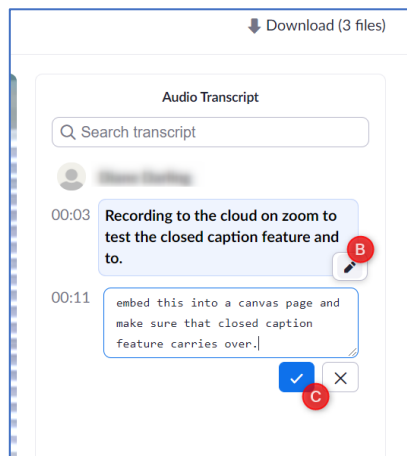 Download (3 files)
Audio Transcript
Search transcript
00:03 Recording to the cloud on zoom to
test the closed caption feature and
to.
B
00:11 embed this into a canvas page and
make sure that closed caption
feature carries over.
C